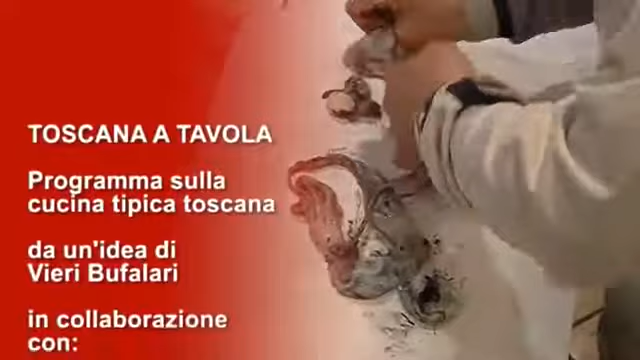 TOSCANA A TAVOLA
Programma sulla
cucina tipica toscana
da un'idea di
Vieri Bufalari
in collaborazione
con: